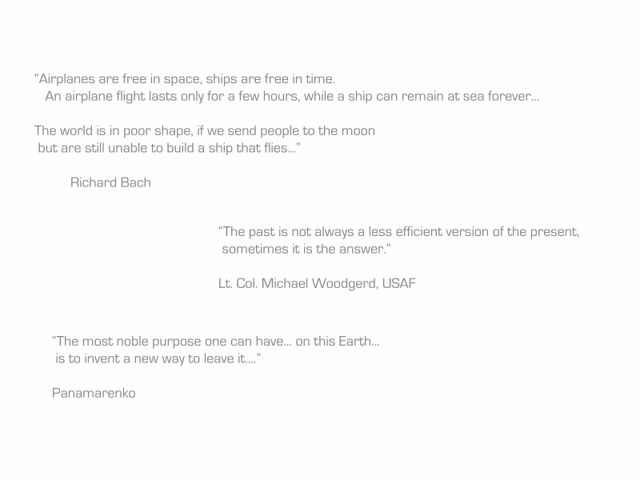 “Airplanes are free in space, ships are free in time.
An airplane flight lasts only for a few hours, while a ship can remain at sea forever...
The world is in poor shape, if we send people to the moon
but are still unable to build a ship that flies...”
Richard Bach
“The past is not always a less efficient version of the present,
sometimes it is the answer.”
Lt. Col. Michael Woodgerd, USAF
“The most noble purpose one can have... on this Earth...
is to invent a new way to leave it....”
Panamarenko